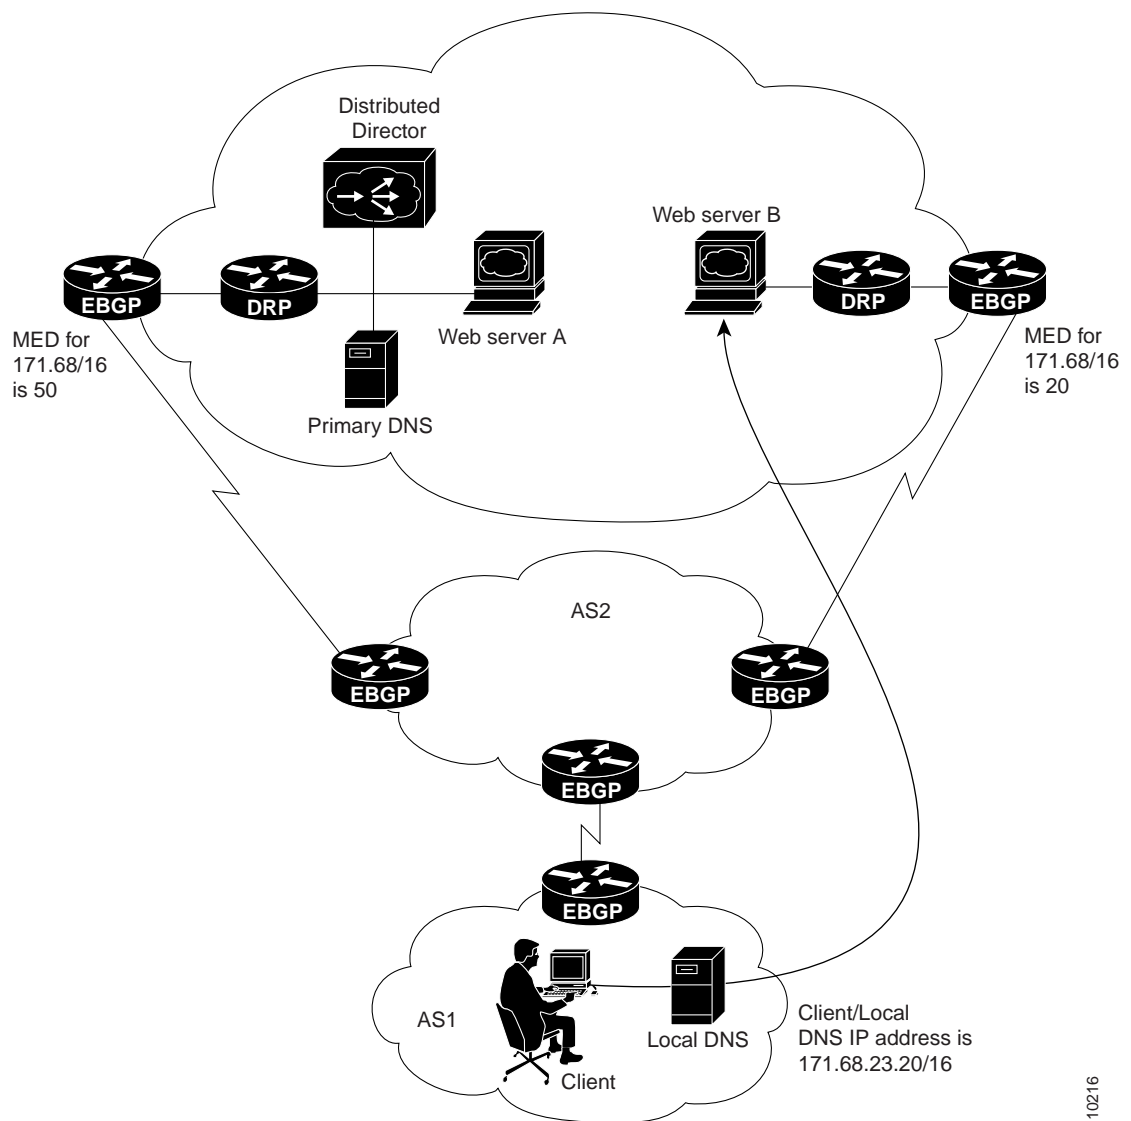 Distributed
Director
Web server B
EBGP
DRP
DRP
EBGP
Web server A
MED for
171.68/16
is 50
MED for
171.68/16
is 20
Primary DNS
AS2
EBGP
EBGP
EBGP
EBGP
AS1
Local DNS
Client/Local
DNS IP address is
171.68.23.20/16
Client
10216